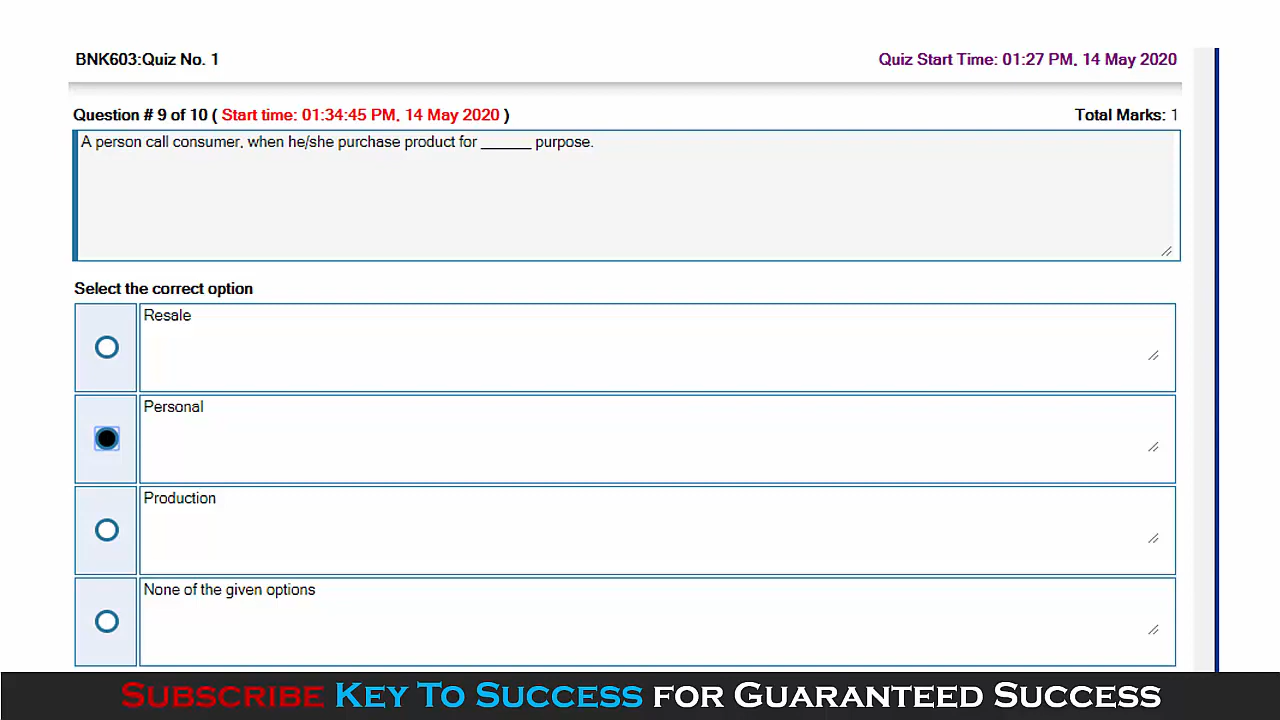 BNK603:Quiz No. 1
Quiz Start Time: 01:27 PM, 14 May 2020
Question # 9 of 10 ( Start time: 01:34:45 PM, 14 May 2020 )
Total Marks: 1
A person call consumer, when he/she purchase product for ______ purpose.
Select the correct option
Resale
Personal
Production
None of the given options
SUBSCRIBE KEY TO SUCCESS FOR GUARANTEED SUCCESS